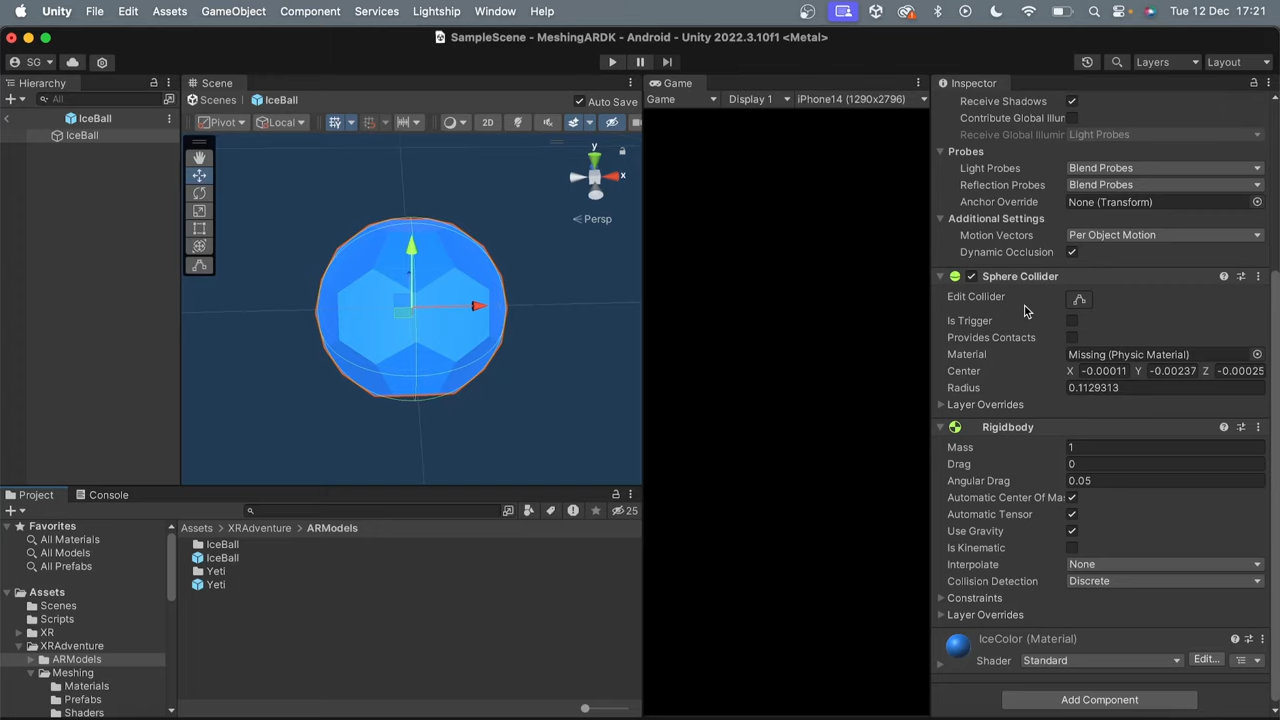 Unity File Edit Assets GameObject Component Services Lightship Window Help Tue 12 Dec 17:21
SampleScene - MeshingARDK - Android - Unity 2022.3.10f1 <Metal>
SG Layers Layout
Hierarchy
All
IceBall
IceBall
Scene
Scenes IceBall Auto Save
Pivot Local 2D
y
x
Persp
Game
Game Display 1 iPhone14 (1290x2796)
Inspector
Receive Shadows
Contribute Global Illum
Receive Global Illumir Light Probes
Probes
Light Probes Blend Probes
Reflection Probes Blend Probes
Anchor Override None (Transform)
Additional Settings
Motion Vectors Per Object Motion
Dynamic Occlusion
Sphere Collider
Edit Collider
Is Trigger
Provides Contacts
Material Missing (Physic Material)
Center X -0.00011 Y -0.00237 Z -0.00025
Radius 0.1129313
Layer Overrides
Rigidbody
Mass 1
Drag 0
Angular Drag 0.05
Automatic Center Of Mas
Automatic Tensor
Use Gravity
Is Kinematic
Interpolate None
Collision Detection Discrete
Constraints
Layer Overrides
IceColor (Material)
Shader Standard Edit...
Add Component
Project Console
25
Favorites
All Materials
All Models
All Prefabs
Assets
Scenes
Scripts
XR
XRAdventure
ARModels
Meshing
Materials
Prefabs
Shaders
Assets > XRAdventure > ARModels
IceBall
IceBall
Yeti
Yeti